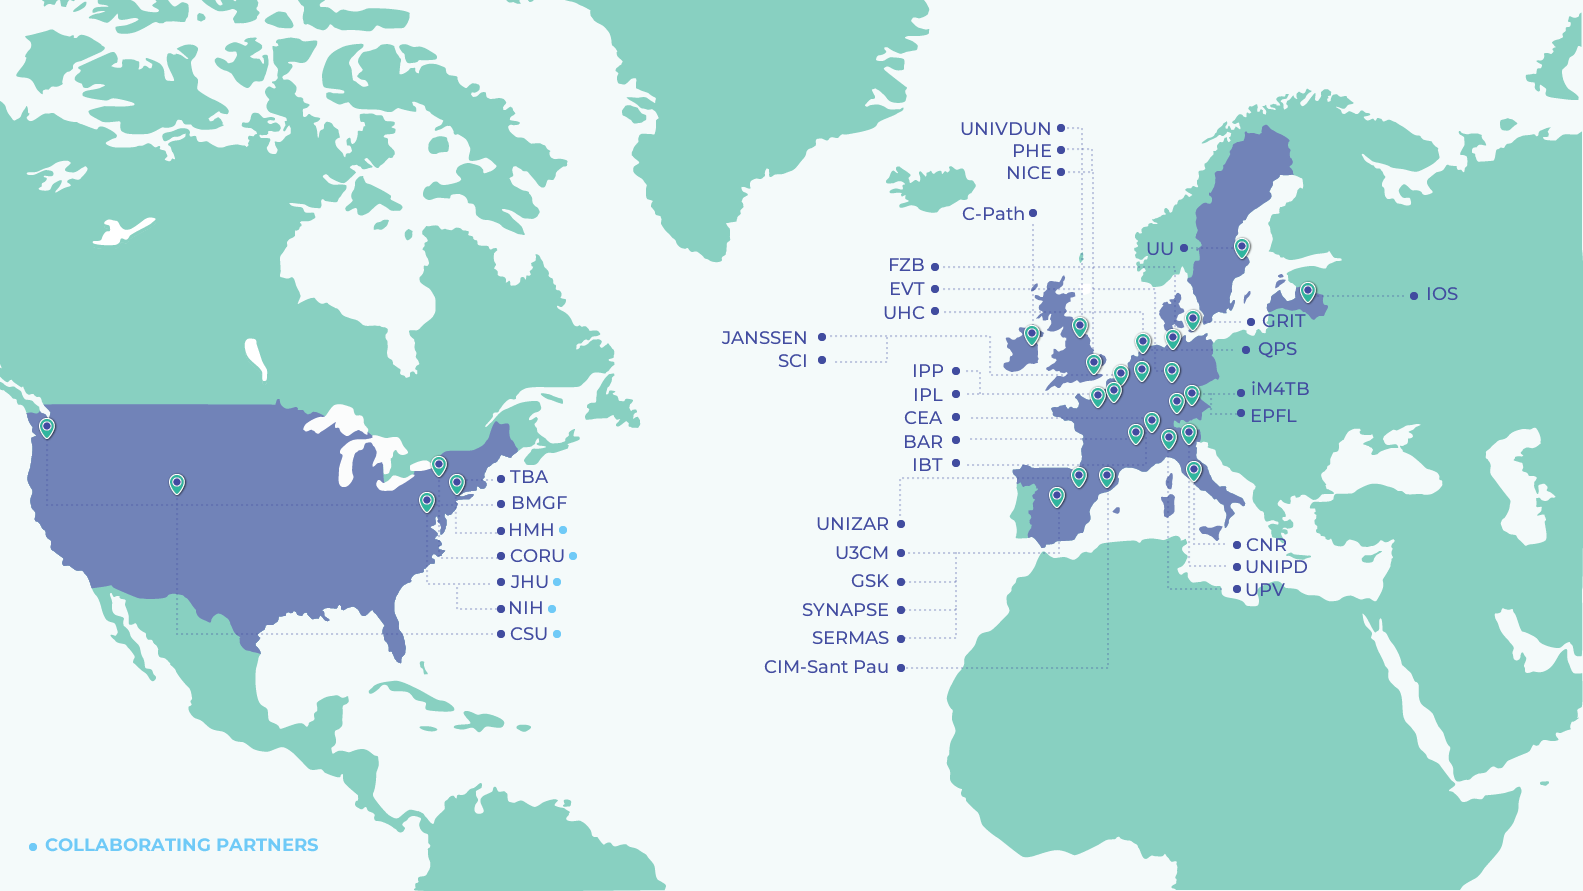 UNIVDUN
PHE
NICE
C-Path
UU
FZB
EVT
UHC
IOS
GRIT
JANSSEN
SCI
QPS
IPP
IPL
CEA
BAR
IBT
iM4TB
EPFL
TBA
BMGF
HMH
CORU
JHU
NIH
CSU
UNIZAR
U3CM
GSK
SYNAPSE
SERMAS
CIM-Sant Pau
CNR
UNIPD
UPV
COLLABORATING PARTNERS